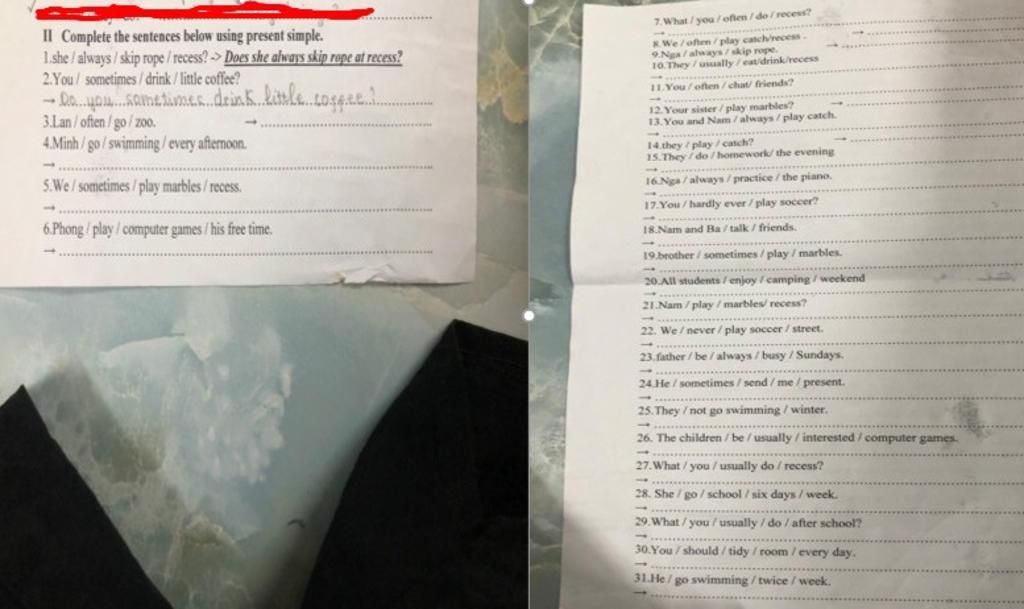 II Complete the sentences below using present simple.
1.she / always / skip rope / recess? -> Does she always skip rope at recess?
2.You / sometimes / drink / little coffee?
→ Do you sometimes drink little coffee?
3.Lan / often / go / zoo. →
4.Minh / go / swimming / every afternoon.
→
5.We / sometimes / play marbles / recess.
→
6.Phong / play / computer games / his free time.
→
7.What / you / often / do / recess?
→ →
8.We / often / play catch/recess .
9.Nga / always / skip rope. →
10.They / usually / eat/drink/recess
→
11.You / often / chat/ friends?
→
12.Your sister / play marbles? →
13.You and Nam / always / play catch.
→
14.they / play / catch? →
15.They / do / homework/ the evening
→
16.Nga / always / practice / the piano.
→
17.You / hardly ever / play soccer?
→
18.Nam and Ba / talk / friends.
→
19.brother / sometimes / play / marbles.
→
20.All students / enjoy / camping / weekend
→
21.Nam / play / marbles/ recess?
→
22. We / never / play soccer / street.
→
23.father / be / always / busy / Sundays.
→
24.He / sometimes / send / me / present.
→
25.They / not go swimming / winter.
→
26. The children / be / usually / interested / computer games.
→
27.What / you / usually do / recess?
→
28. She / go / school / six days / week.
→
29.What / you / usually / do / after school?
→
30.You / should / tidy / room / every day.
→
31.He / go swimming / twice / week.
→